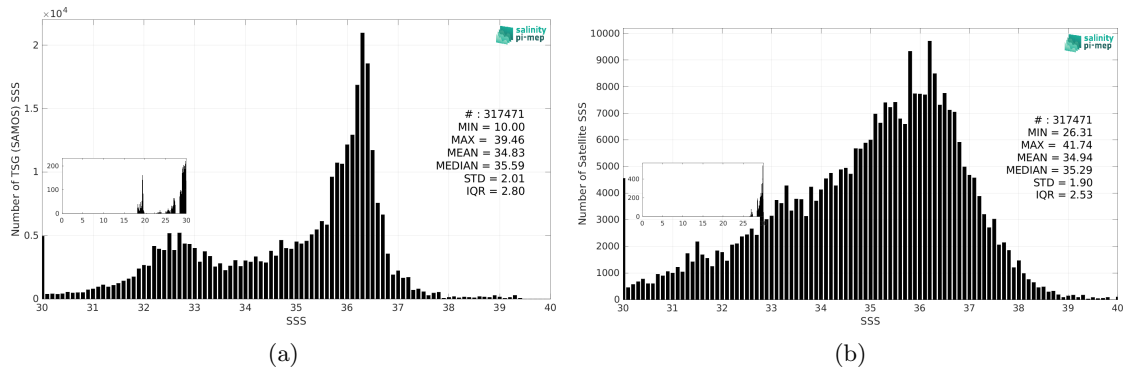 ×10⁴
2
1.5
1
0.5
0
Number of TSG (SAMOS) SSS
salinity
pi-mep
# : 317471
MIN = 10.00
MAX = 39.46
MEAN = 34.83
MEDIAN = 35.59
STD = 2.01
IQR = 2.80
200
100
0
0 5 10 15 20 25 30
30 31 32 33 34 35 36 37 38 39 40
SSS
(a)
10000
9000
8000
7000
6000
5000
4000
3000
2000
1000
0
Number of Satellite SSS
salinity
pi-mep
# : 317471
MIN = 26.31
MAX = 41.74
MEAN = 34.94
MEDIAN = 35.29
STD = 1.90
IQR = 2.53
400
200
0
0 5 10 15 20 25
30 31 32 33 34 35 36 37 38 39 40
SSS
(b)